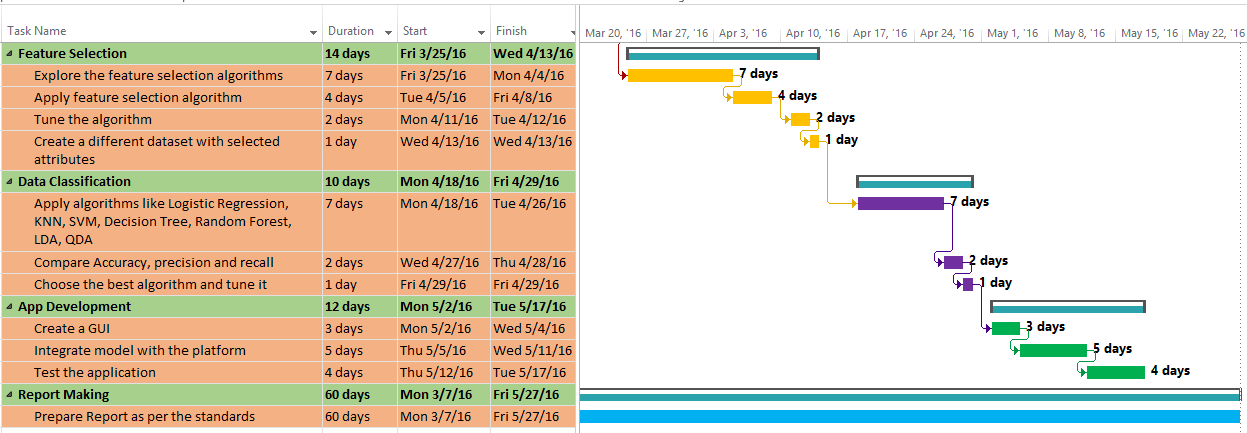 Task Name Duration Start Finish Mar 20, '16 Mar 27, '16 Apr 3, '16 Apr 10, '16 Apr 17, '16 Apr 24, '16 May 1, '16 May 8, '16 May 15, '16 May 22, '16
Feature Selection 14 days Fri 3/25/16 Wed 4/13/16
Explore the feature selection algorithms 7 days Fri 3/25/16 Mon 4/4/16 7 days
Apply feature selection algorithm 4 days Tue 4/5/16 Fri 4/8/16 4 days
Tune the algorithm 2 days Mon 4/11/16 Tue 4/12/16 2 days
Create a different dataset with selected 1 day Wed 4/13/16 Wed 4/13/16 1 day
attributes
Data Classification 10 days Mon 4/18/16 Fri 4/29/16
Apply algorithms like Logistic Regression, 7 days Mon 4/18/16 Tue 4/26/16 7 days
KNN, SVM, Decision Tree, Random Forest,
LDA, QDA
Compare Accuracy, precision and recall 2 days Wed 4/27/16 Thu 4/28/16 2 days
Choose the best algorithm and tune it 1 day Fri 4/29/16 Fri 4/29/16 1 day
App Development 12 days Mon 5/2/16 Tue 5/17/16
Create a GUI 3 days Mon 5/2/16 Wed 5/4/16 3 days
Integrate model with the platform 5 days Thu 5/5/16 Wed 5/11/16 5 days
Test the application 4 days Thu 5/12/16 Tue 5/17/16 4 days
Report Making 60 days Mon 3/7/16 Fri 5/27/16
Prepare Report as per the standards 60 days Mon 3/7/16 Fri 5/27/16